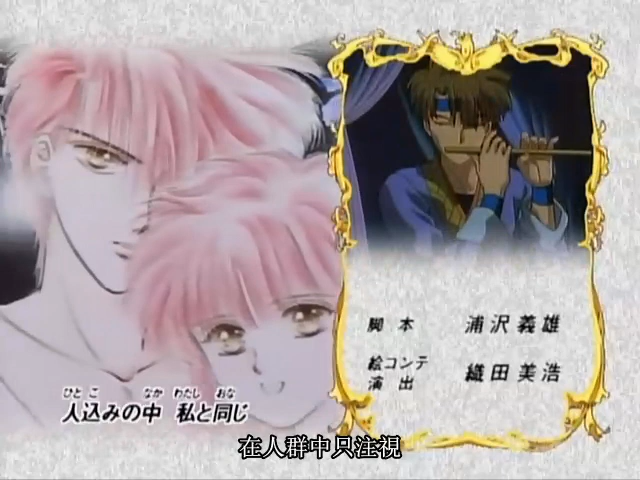 脚本 浦沢義雄
絵コンテ
演出 織田美浩
ひとこ なか わたし おな
人込みの中 私と同じ
在人群中只注視